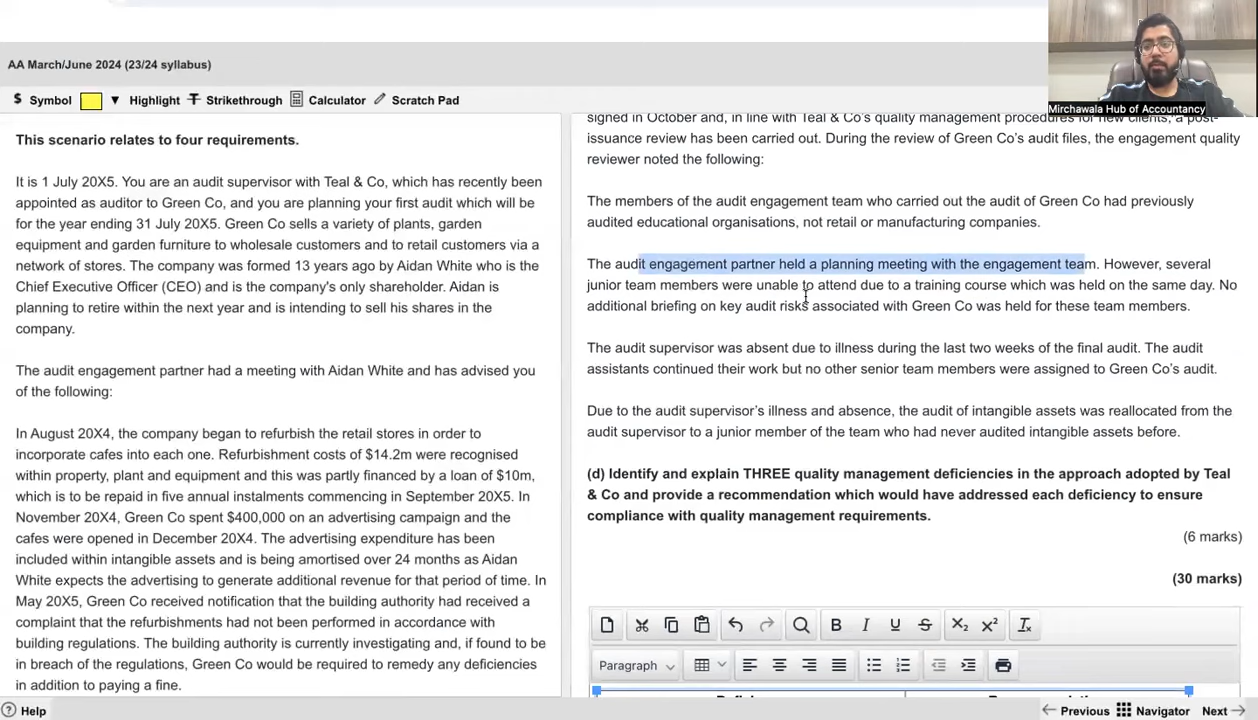 Mirchawala Hub of Accountancy
AA March/June 2024 (23/24 syllabus)
$ Symbol ▼ Highlight T Strikethrough Calculator Scratch Pad
This scenario relates to four requirements.
It is 1 July 20X5. You are an audit supervisor with Teal & Co, which has recently been
appointed as auditor to Green Co, and you are planning your first audit which will be
for the year ending 31 July 20X5. Green Co sells a variety of plants, garden
equipment and garden furniture to wholesale customers and to retail customers via a
network of stores. The company was formed 13 years ago by Aidan White who is the
Chief Executive Officer (CEO) and is the company's only shareholder. Aidan is
planning to retire within the next year and is intending to sell his shares in the
company.
The audit engagement partner had a meeting with Aidan White and has advised you
of the following:
In August 20X4, the company began to refurbish the retail stores in order to
incorporate cafes into each one. Refurbishment costs of $14.2m were recognised
within property, plant and equipment and this was partly financed by a loan of $10m,
which is to be repaid in five annual instalments commencing in September 20X5. In
November 20X4, Green Co spent $400,000 on an advertising campaign and the
cafes were opened in December 20X4. The advertising expenditure has been
included within intangible assets and is being amortised over 24 months as Aidan
White expects the advertising to generate additional revenue for that period of time. In
May 20X5, Green Co received notification that the building authority had received a
complaint that the refurbishments had not been performed in accordance with
building regulations. The building authority is currently investigating and, if found to be
in breach of the regulations, Green Co would be required to remedy any deficiencies
in addition to paying a fine.
signed in October and, in line with Teal & Co's quality management procedures for new clients, a post-
issuance review has been carried out. During the review of Green Co's audit files, the engagement quality
reviewer noted the following:
The members of the audit engagement team who carried out the audit of Green Co had previously
audited educational organisations, not retail or manufacturing companies.
The audit engagement partner held a planning meeting with the engagement team. However, several
junior team members were unable to attend due to a training course which was held on the same day. No
additional briefing on key audit risks associated with Green Co was held for these team members.
The audit supervisor was absent due to illness during the last two weeks of the final audit. The audit
assistants continued their work but no other senior team members were assigned to Green Co's audit.
Due to the audit supervisor's illness and absence, the audit of intangible assets was reallocated from the
audit supervisor to a junior member of the team who had never audited intangible assets before.
(d) Identify and explain THREE quality management deficiencies in the approach adopted by Teal
& Co and provide a recommendation which would have addressed each deficiency to ensure
compliance with quality management requirements.
(6 marks)
(30 marks)
B I U S X₂ X² Tx
Paragraph
Help
Previous Navigator Next